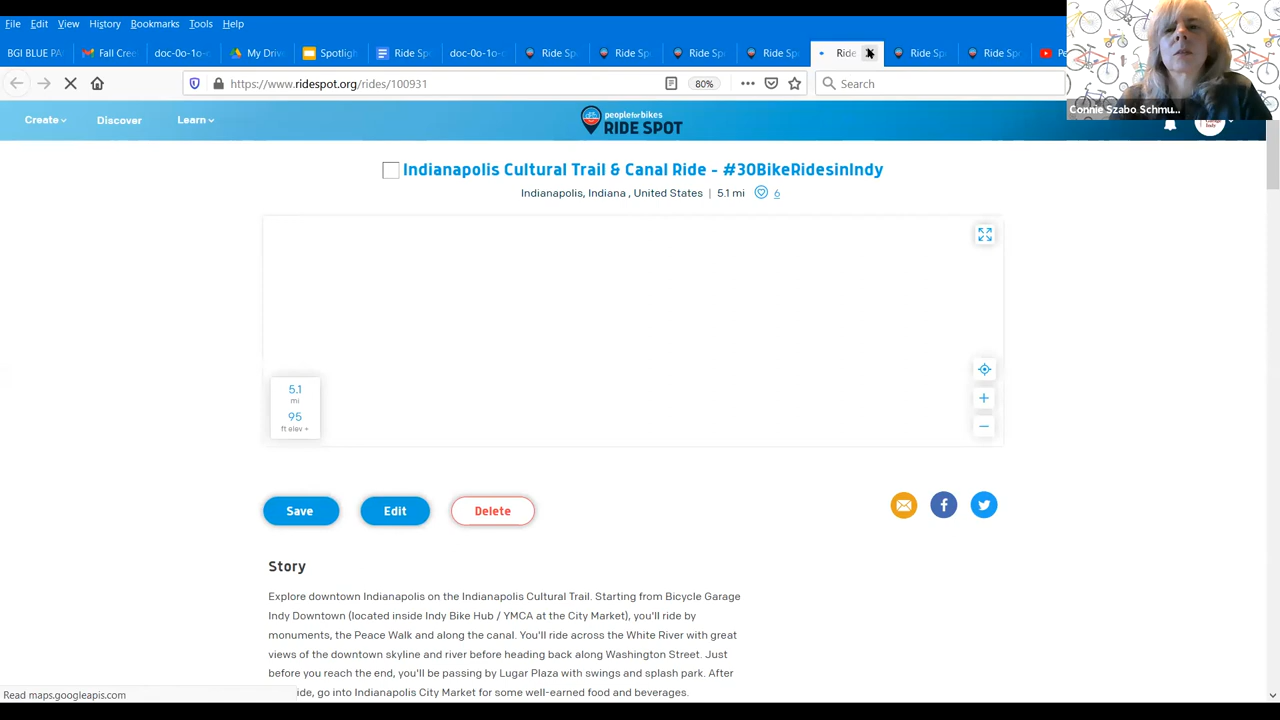 File Edit View History Bookmarks Tools Help
BGI BLUE PA Fall Cree doc-0o-1o- My Driv Spotligh Ride Sp doc-0o-1o- Ride Sp Ride Sp Ride Sp Ride Sp Ride Ride Sp Ride Sp Pe
https://www.ridespot.org/rides/100931 80% Search
Connie Szabo Schmu...
Create Discover Learn
peopleforbikes
RIDE SPOT
Indianapolis Cultural Trail & Canal Ride - #30BikeRidesinIndy
Indianapolis, Indiana , United States | 5.1 mi 6
5.1
mi
95
ft elev +
+
−
Save Edit Delete
Story
Explore downtown Indianapolis on the Indianapolis Cultural Trail. Starting from Bicycle Garage
Indy Downtown (located inside Indy Bike Hub / YMCA at the City Market), you'll ride by
monuments, the Peace Walk and along the canal. You'll ride across the White River with great
views of the downtown skyline and river before heading back along Washington Street. Just
before you reach the end, you'll be passing by Lugar Plaza with swings and splash park. After
ide, go into Indianapolis City Market for some well-earned food and beverages.
Read maps.googleapis.com